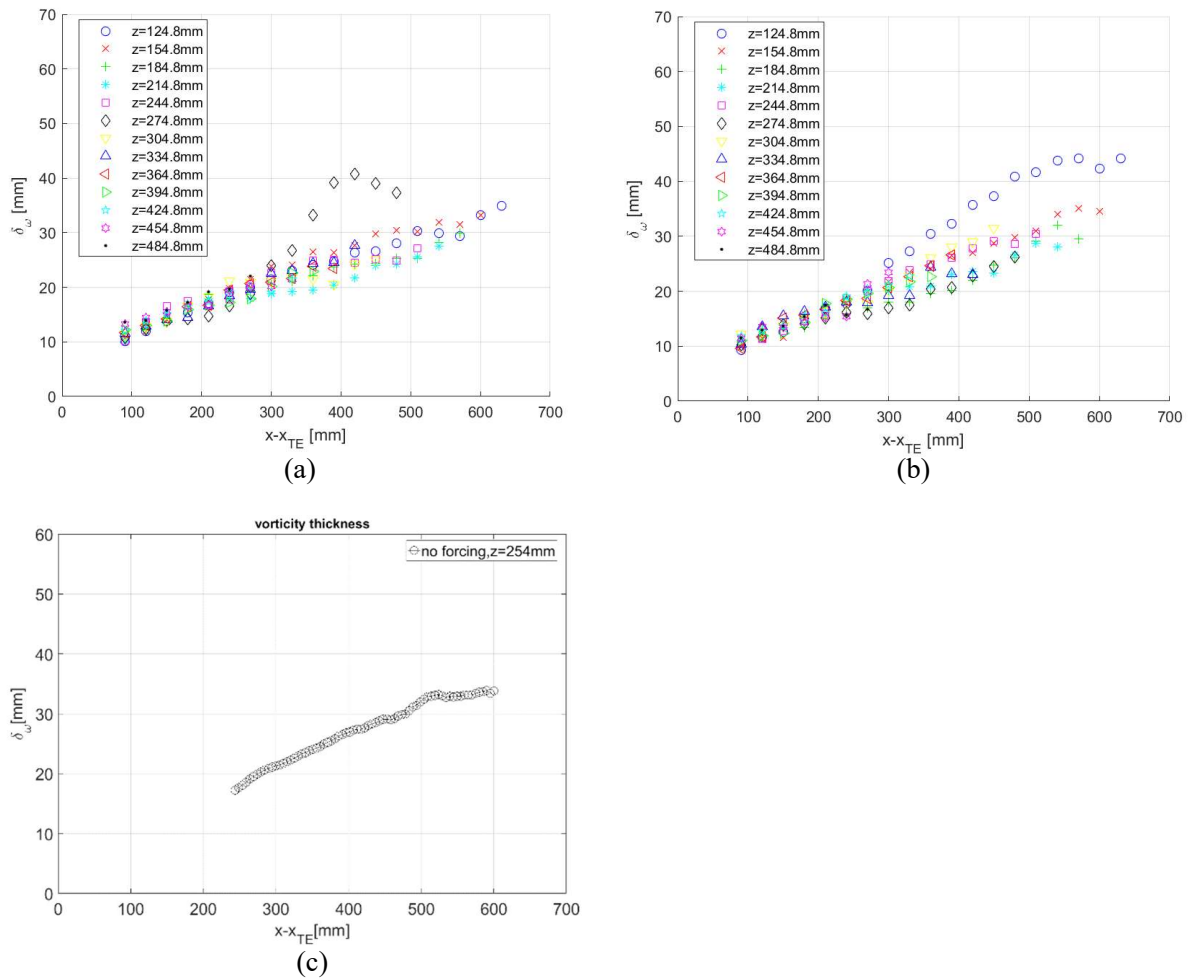 70
60
50
40
30
20
10
0
δω [mm]
z=124.8mm
z=154.8mm
z=184.8mm
z=214.8mm
z=244.8mm
z=274.8mm
z=304.8mm
z=334.8mm
z=364.8mm
z=394.8mm
z=424.8mm
z=454.8mm
z=484.8mm
0 100 200 300 400 500 600 700
x-xTE [mm]
(a)
70
60
50
40
30
20
10
0
δω [mm]
z=124.8mm
z=154.8mm
z=184.8mm
z=214.8mm
z=244.8mm
z=274.8mm
z=304.8mm
z=334.8mm
z=364.8mm
z=394.8mm
z=424.8mm
z=454.8mm
z=484.8mm
0 100 200 300 400 500 600 700
x-xTE [mm]
(b)
vorticity thickness
60
50
40
30
20
10
0
δω[mm]
no forcing,z=254mm
0 100 200 300 400 500 600 700
x-xTE[mm]
(c)